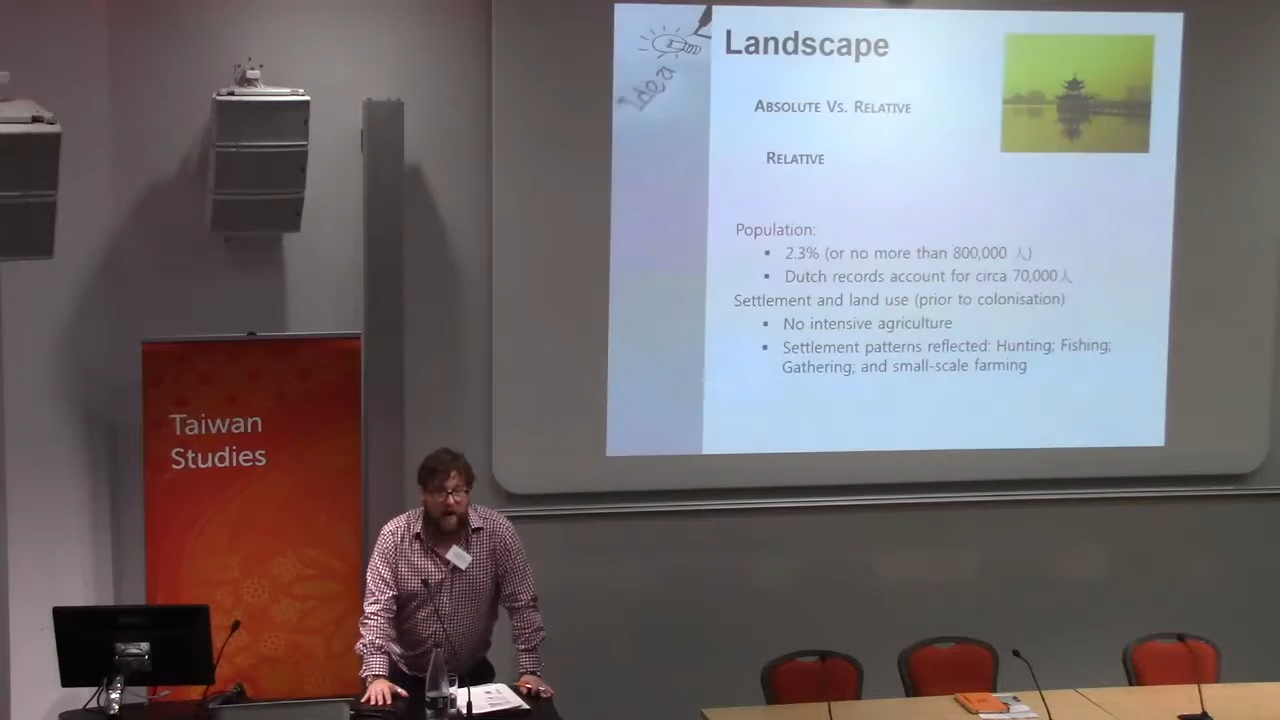 Idea
Landscape
Absolute Vs. Relative
Relative
Population:
▪ 2.3% (or no more than 800,000 人)
▪ Dutch records account for circa 70,000人
Settlement and land use (prior to colonisation)
▪ No intensive agriculture
▪ Settlement patterns reflected: Hunting; Fishing;
Gathering; and small-scale farming
Taiwan
Studies